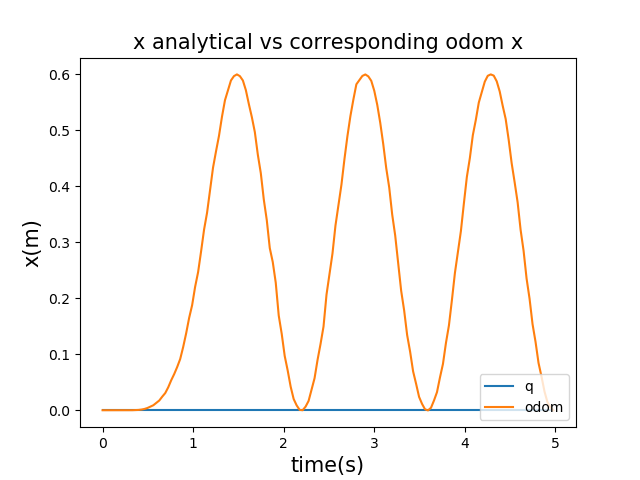 x analytical vs corresponding odom x
x(m)
0.6
0.5
0.4
0.3
0.2
0.1
0.0
q
odom
0 1 2 3 4 5
time(s)